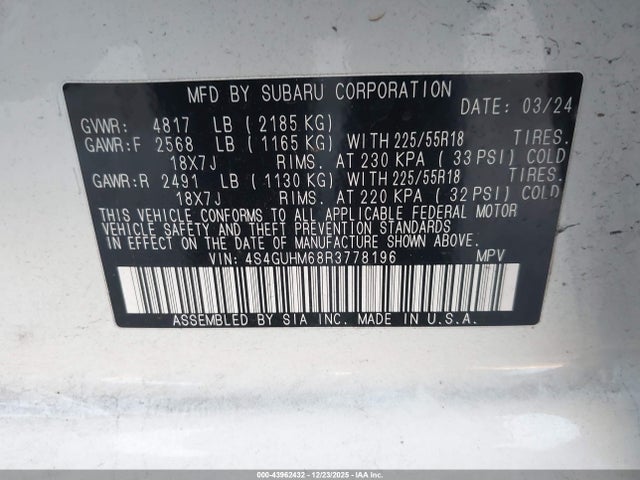 MFD BY SUBARU CORPORATION
DATE: 03/24
GVWR: 4817 LB (2185 KG)
GAWR:F 2568 LB (1165 KG) WITH 225/55R18 TIRES.
18X7J RIMS. AT 230 KPA (33 PSI) COLD
GAWR:R 2491 LB (1130 KG) WITH 225/55R18 TIRES.
18X7J RIMS. AT 220 KPA (32 PSI) COLD
THIS VEHICLE CONFORMS TO ALL APPLICABLE FEDERAL MOTOR
VEHICLE SAFETY AND THEFT PREVENTION STANDARDS
IN EFFECT ON THE DATE OF MANUFACTURE SHOWN ABOVE.
VIN: 4S4GUHM68R3778196 MPV
ASSEMBLED BY SIA INC. MADE IN U.S.A.
000-43962432 - 12/23/2025 - IAA Inc.